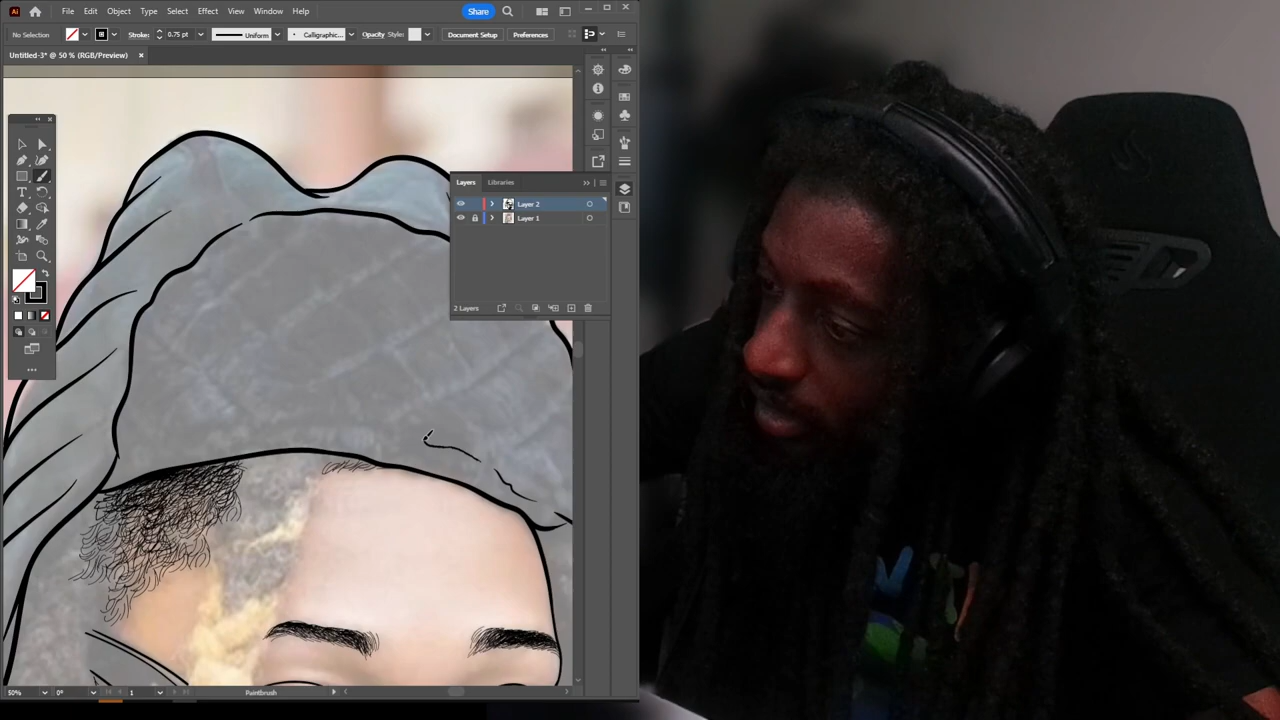 Ai File Edit Object Type Select Effect View Window Help Share
No Selection Stroke: 0.75 pt Uniform Calligraphic... Opacity Style: Document Setup Preferences
Untitled-3* @ 50 % (RGB/Preview) ×
Layers Libraries
Layer 2
Layer 1
2 Layers
50% 0° 1 Paintbrush